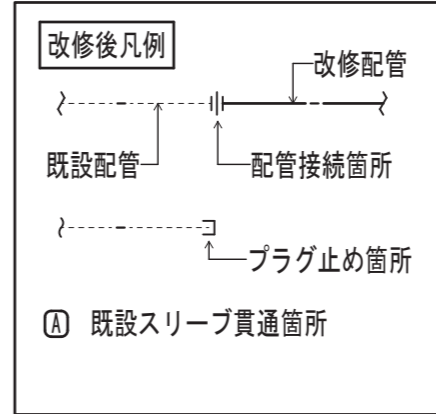 改修後凡例
改修配管
既設配管
配管接続箇所
プラグ止め箇所
A 既設スリーブ貫通箇所